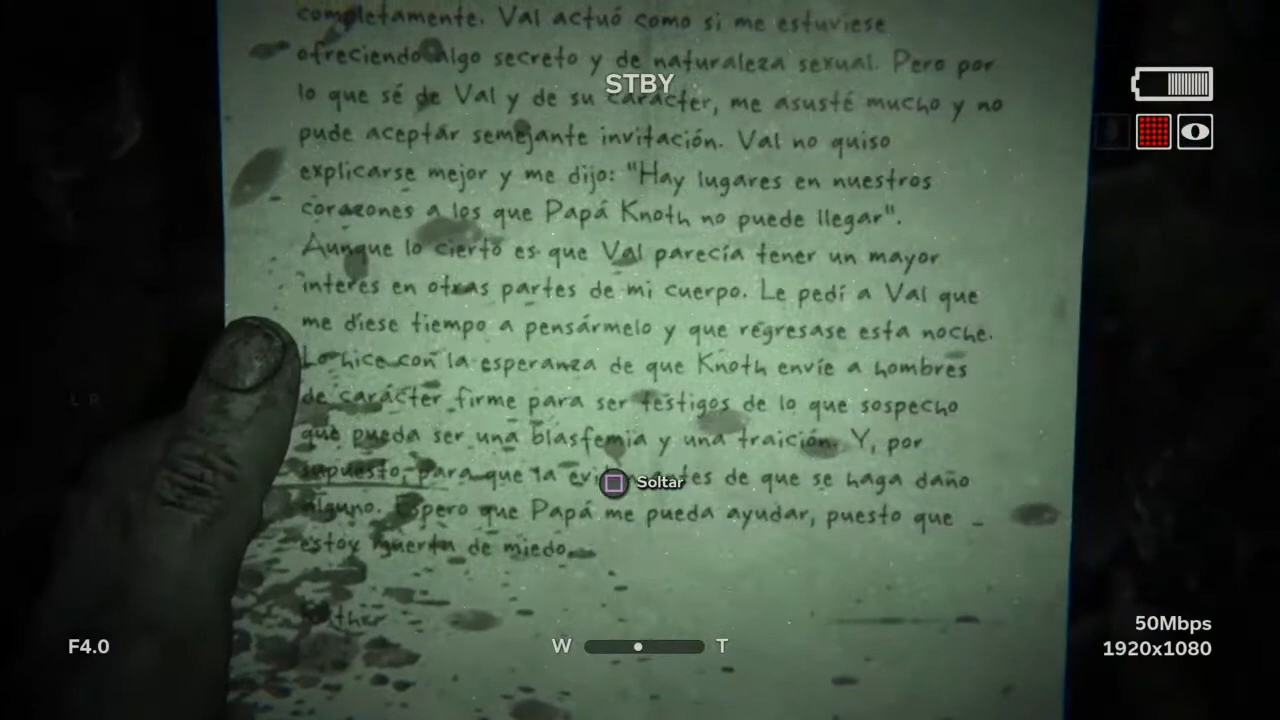 completamente. Val actuó como si me estuviese
ofreciendo algo secreto y de naturaleza sexual. Pero por
STBY
lo que sé de Val y de su carácter, me asusté mucho y no
pude aceptar semejante invitación. Val no quiso
explicarse mejor y me dijo: "Hay lugares en nuestros
corazones a los que Papá Knoth no puede llegar".
Aunque lo cierto es que Val parecía tener un mayor
interés en otras partes de mi cuerpo. Le pedí a Val que
me diese tiempo a pensármelo y que regresase esta noche.
Lo hice con la esperanza de que Knoth envíe a hombres
de carácter firme para ser testigos de lo que sospecho
que pueda ser una blasfemia y una traición. Y, por
supuesto, para que la antes de que se haga daño
Soltar
alguno. Espero que Papá me pueda ayudar, puesto que
estoy muerta de miedo.
F4.0
W T
50Mbps
1920x1080